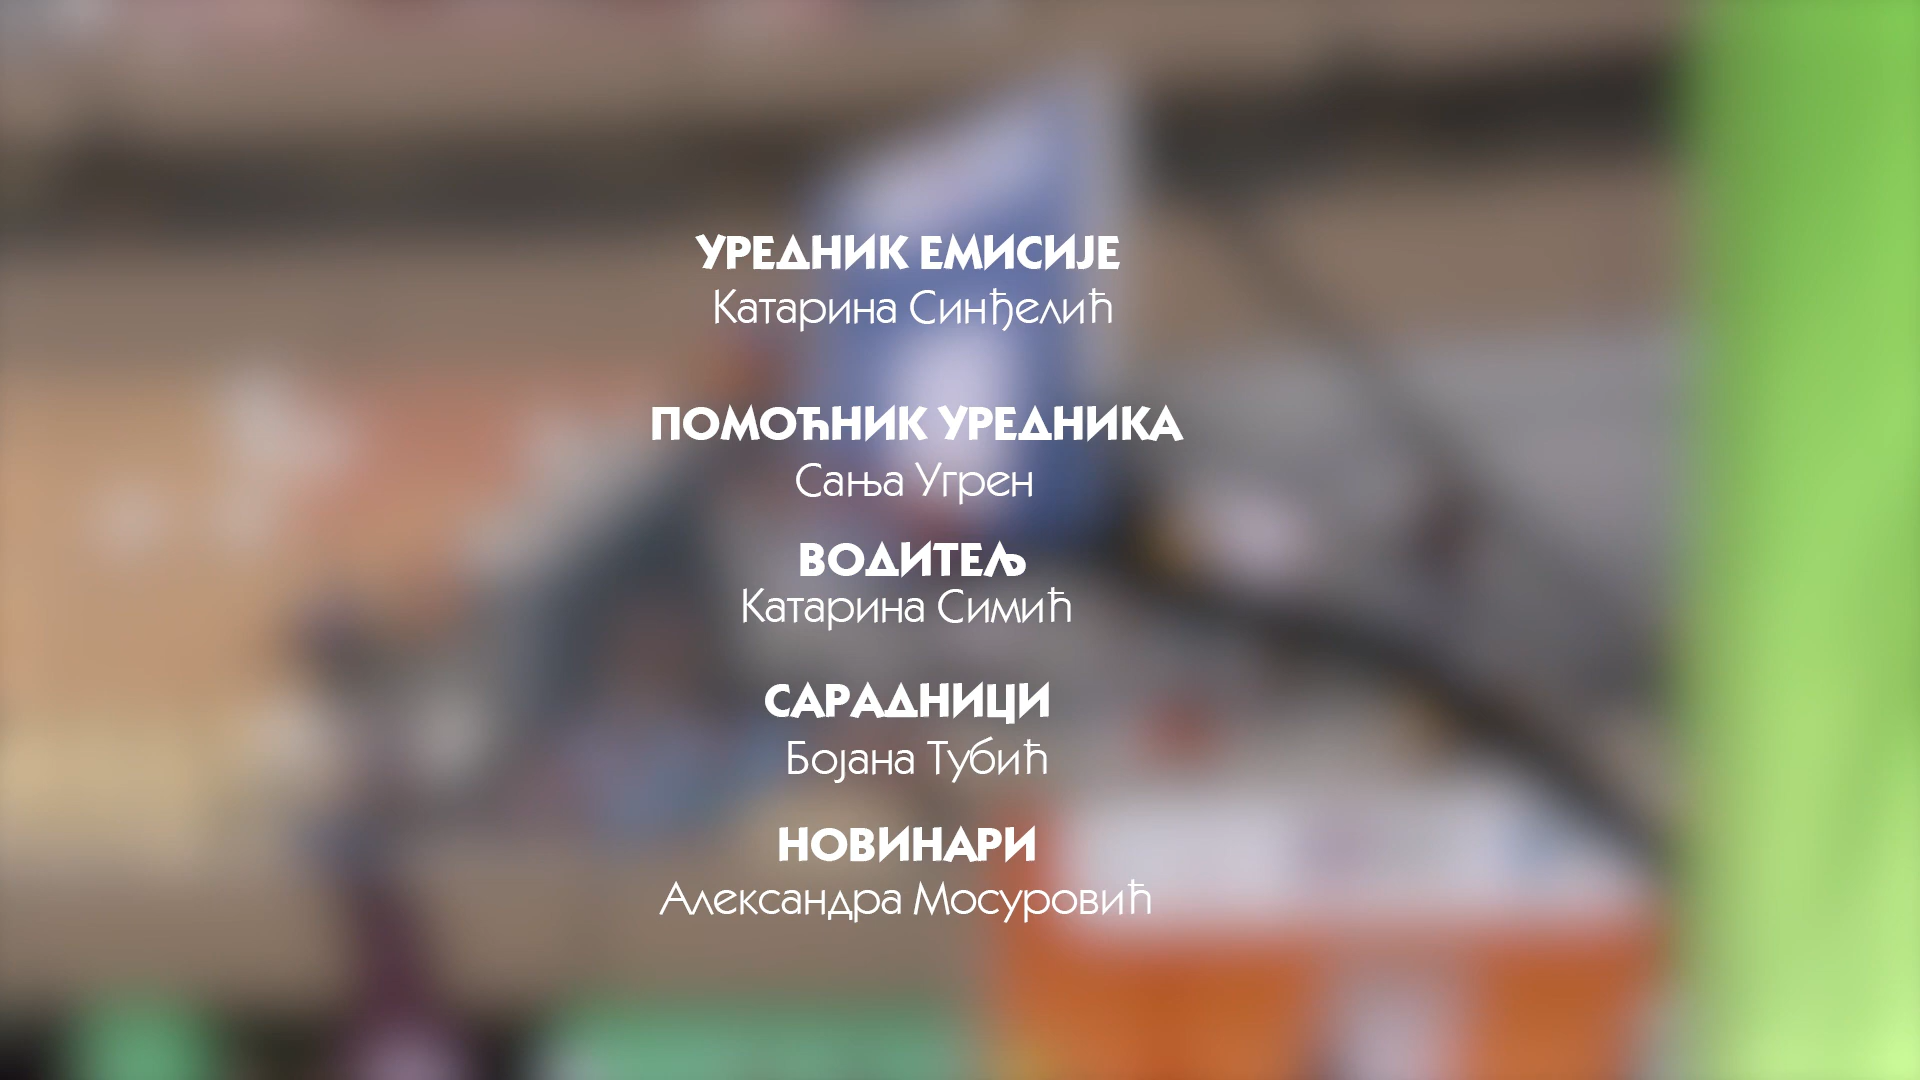 УРЕДНИК ЕМИСИЈЕ
Катарина Синђелић
ПОМОЋНИК УРЕДНИКА
Сања Угрен
ВОДИТЕЉ
Катарина Симић
САРАДНИЦИ
Бојана Тубић
НОВИНАРИ
Александра Мосуровић